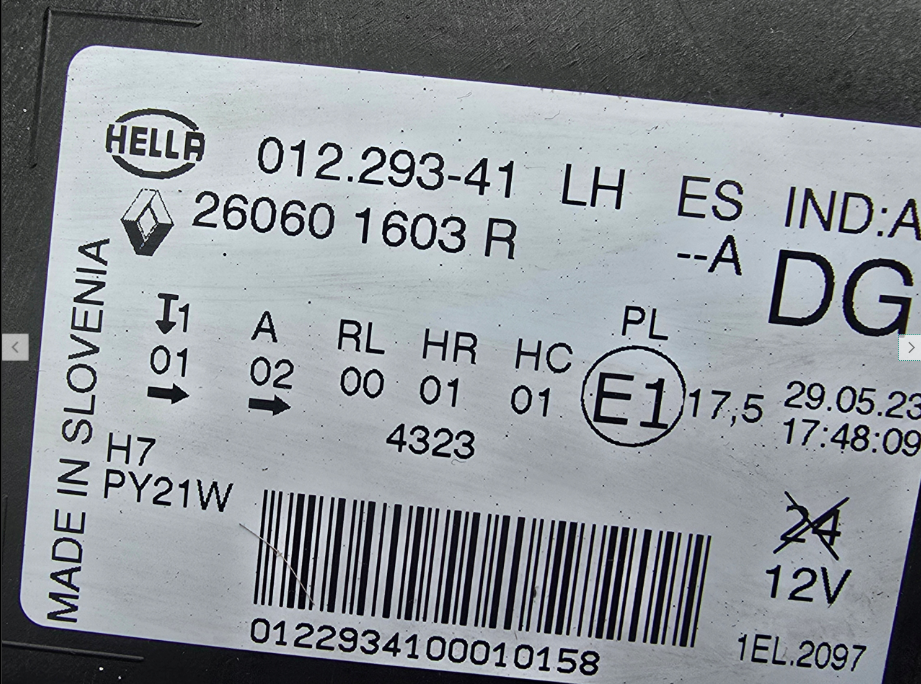 HELLA 012.293-41 LH ES IND:A
26060 1603 R --A DG
1 A RL HR HC PL
01 02 00 01 01 E1 17,5 29.05.23
4323 17:48:09
H7
PY21W
24
12V
0122934100010158
1EL.2097
MADE IN SLOVENIA